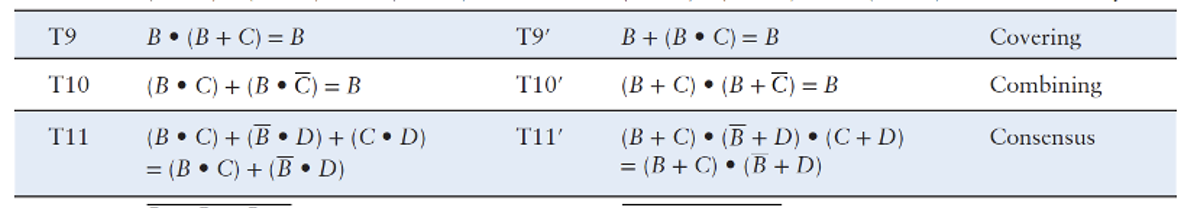 T9 B • (B + C) = B T9′ B + (B • C) = B Covering
T10 (B • C) + (B • C̅) = B T10′ (B + C) • (B + C̅) = B Combining
T11 (B • C) + (B̅ • D) + (C • D) T11′ (B + C) • (B̅ + D) • (C + D) Consensus
= (B • C) + (B̅ • D) = (B + C) • (B̅ + D)